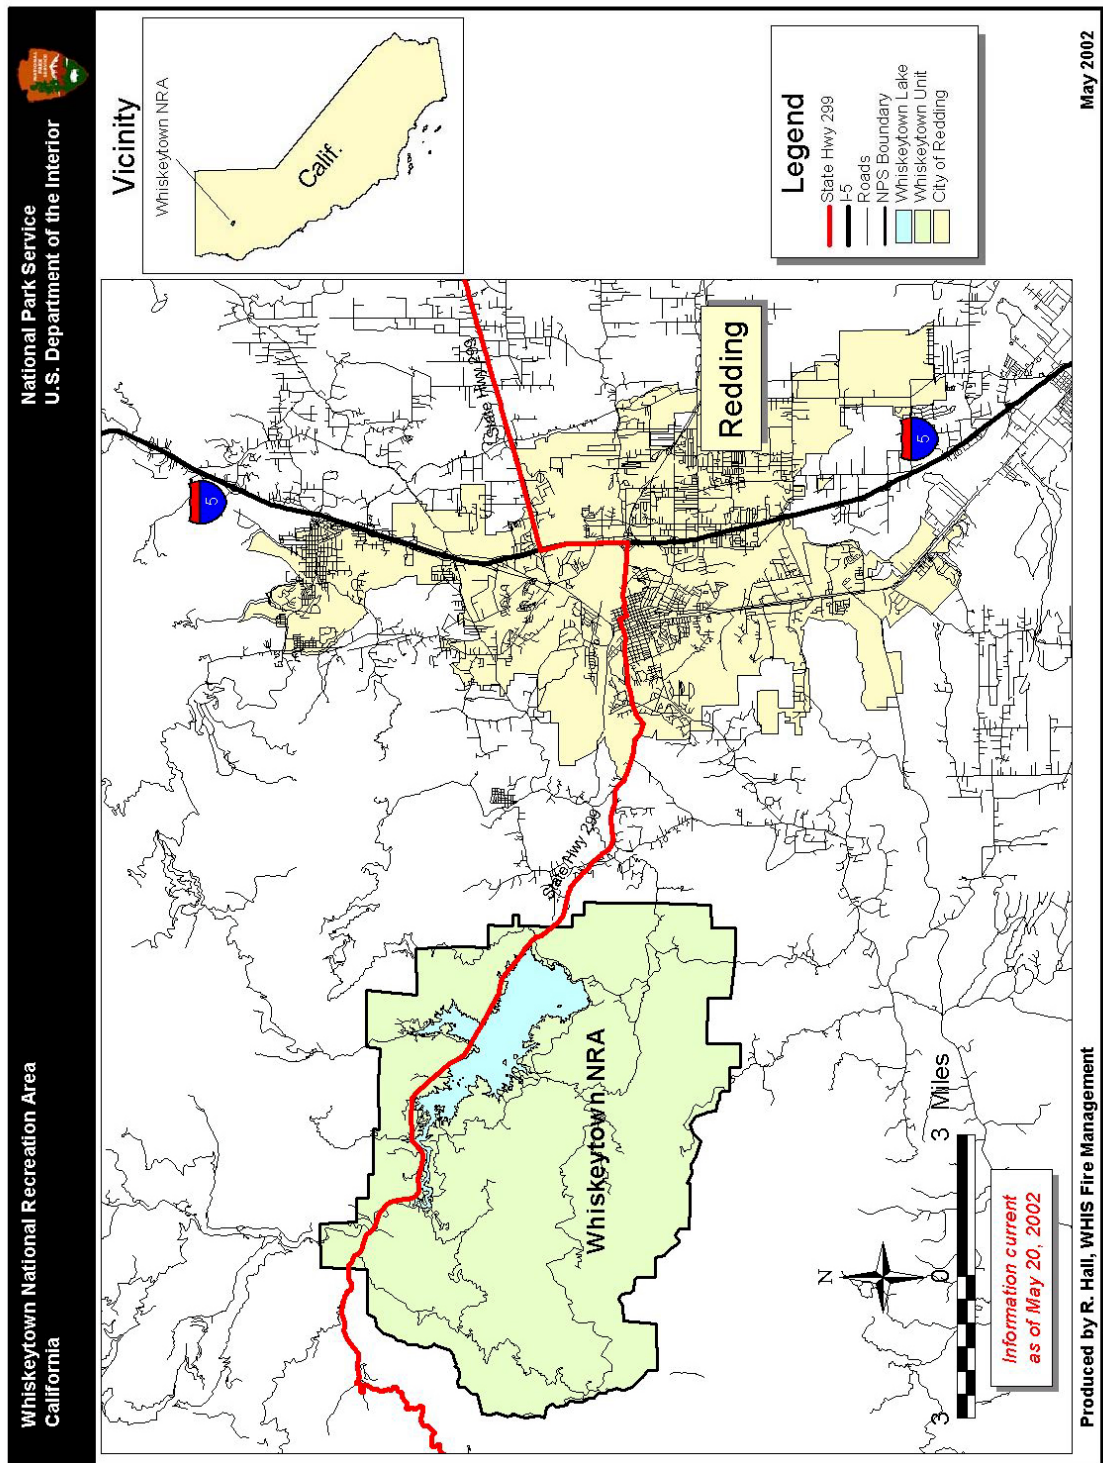 Whiskeytown National Recreation Area
California
National Park Service
U.S. Department of the Interior
NATIONAL
PARK
SERVICE
Vicinity
Whiskeytown NRA
Calif.
Legend
State Hwy 299
I-5
Roads
NPS Boundary
Whiskeytown Lake
Whiskeytown Unit
City of Redding
5
State Hwy 299
Redding
5
State Hwy 299
Whiskeytown NRA
N
3 0 3 Miles
Information current
as of May 20, 2002
Produced by R. Hall, WHIS Fire Management
May 2002